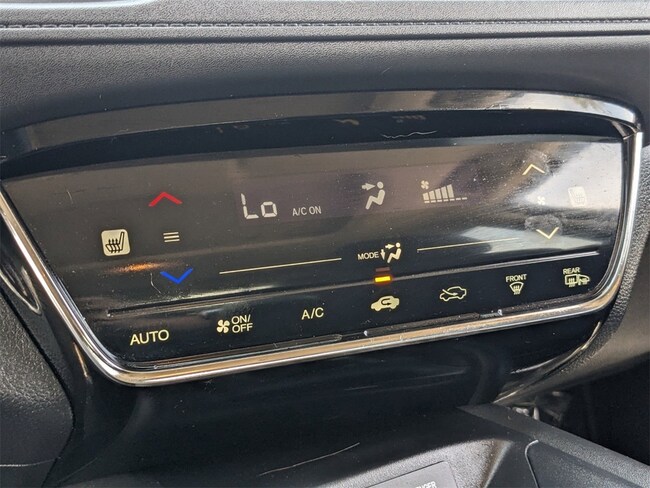 Lo A/C ON
MODE
AUTO ON/ OFF A/C FRONT REAR